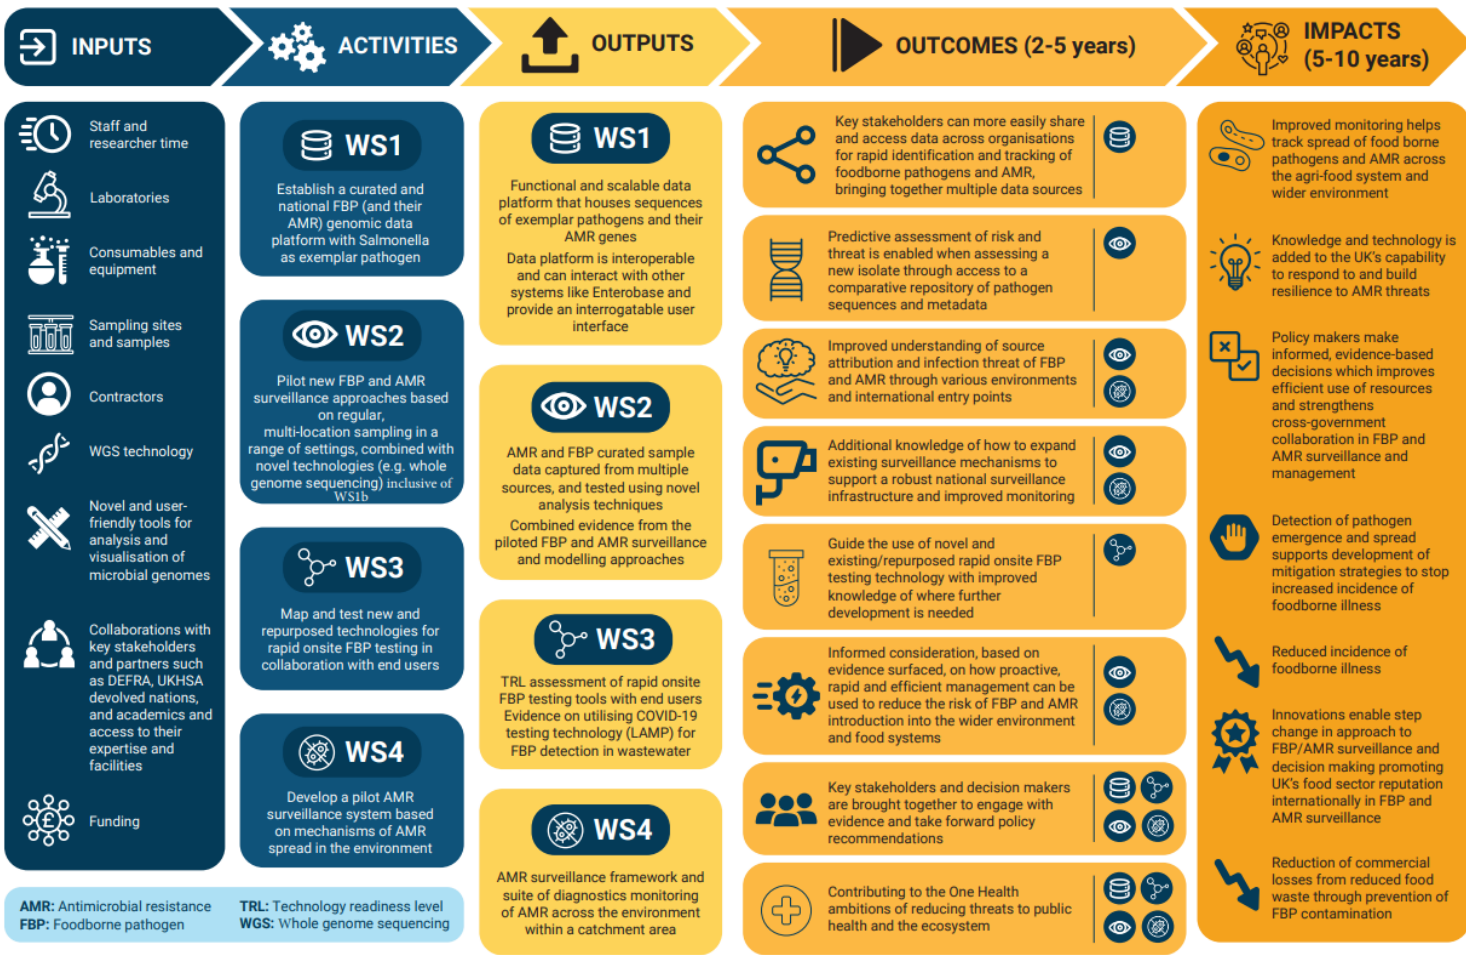 INPUTS
ACTIVITIES
OUTPUTS
OUTCOMES (2-5 years)
IMPACTS
(5-10 years)
Staff and
researcher time
Laboratories
Consumables and
equipment
Sampling sites
and samples
Contractors
WGS technology
Novel and user-
friendly tools for
analysis and
visualisation of
microbial genomes
Collaborations with
key stakeholders
and partners such
as DEFRA, UKHSA
devolved nations,
and academics and
access to their
expertise and
facilities
£
Funding
WS1
Establish a curated and
national FBP (and their
AMR) genomic data
platform with Salmonella
as exemplar pathogen
WS2
Pilot new FBP and AMR
surveillance approaches based
on regular,
multi-location sampling in a
range of settings, combined with
novel technologies (e.g. whole
genome sequencing) inclusive of
WS1b
WS3
Map and test new and
repurposed technologies for
rapid onsite FBP testing in
collaboration with end users
WS4
Develop a pilot AMR
surveillance system based
on mechanisms of AMR
spread in the environment
WS1
Functional and scalable data
platform that houses sequences
of exemplar pathogens and their
AMR genes
Data platform is interoperable
and can interact with other
systems like Enterobase and
provide an interrogatable user
interface
WS2
AMR and FBP curated sample
data captured from multiple
sources, and tested using novel
analysis techniques
Combined evidence from the
piloted FBP and AMR surveillance
and modelling approaches
WS3
TRL assessment of rapid onsite
FBP testing tools with end users
Evidence on utilising COVID-19
testing technology (LAMP) for
FBP detection in wastewater
WS4
AMR surveillance framework and
suite of diagnostics monitoring
of AMR across the environment
within a catchment area
Key stakeholders can more easily share
and access data across organisations
for rapid identification and tracking of
foodborne pathogens and AMR,
bringing together multiple data sources
Predictive assessment of risk and
threat is enabled when assessing a
new isolate through access to a
comparative repository of pathogen
sequences and metadata
Improved understanding of source
attribution and infection threat of FBP
and AMR through various environments
and international entry points
Additional knowledge of how to expand
existing surveillance mechanisms to
support a robust national surveillance
infrastructure and improved monitoring
Guide the use of novel and
existing/repurposed rapid onsite FBP
testing technology with improved
knowledge of where further
development is needed
Informed consideration, based on
evidence surfaced, on how proactive,
rapid and efficient management can be
used to reduce the risk of FBP and AMR
introduction into the wider environment
and food systems
Key stakeholders and decision makers
are brought together to engage with
evidence and take forward policy
recommendations
Contributing to the One Health
ambitions of reducing threats to public
health and the ecosystem
Improved monitoring helps
track spread of food borne
pathogens and AMR across
the agri-food system and
wider environment
Knowledge and technology is
added to the UK's capability
to respond to and build
resilience to AMR threats
Policy makers make
informed, evidence-based
decisions which improves
efficient use of resources
and strengthens
cross-government
collaboration in FBP and
AMR surveillance and
management
Detection of pathogen
emergence and spread
supports development of
mitigation strategies to stop
increased incidence of
foodborne illness
Reduced incidence of
foodborne illness
Innovations enable step
change in approach to
FBP/AMR surveillance and
decision making promoting
UK's food sector reputation
internationally in FBP and
AMR surveillance
Reduction of commercial
losses from reduced food
waste through prevention of
FBP contamination
AMR: Antimicrobial resistance
FBP: Foodborne pathogen
TRL: Technology readiness level
WGS: Whole genome sequencing